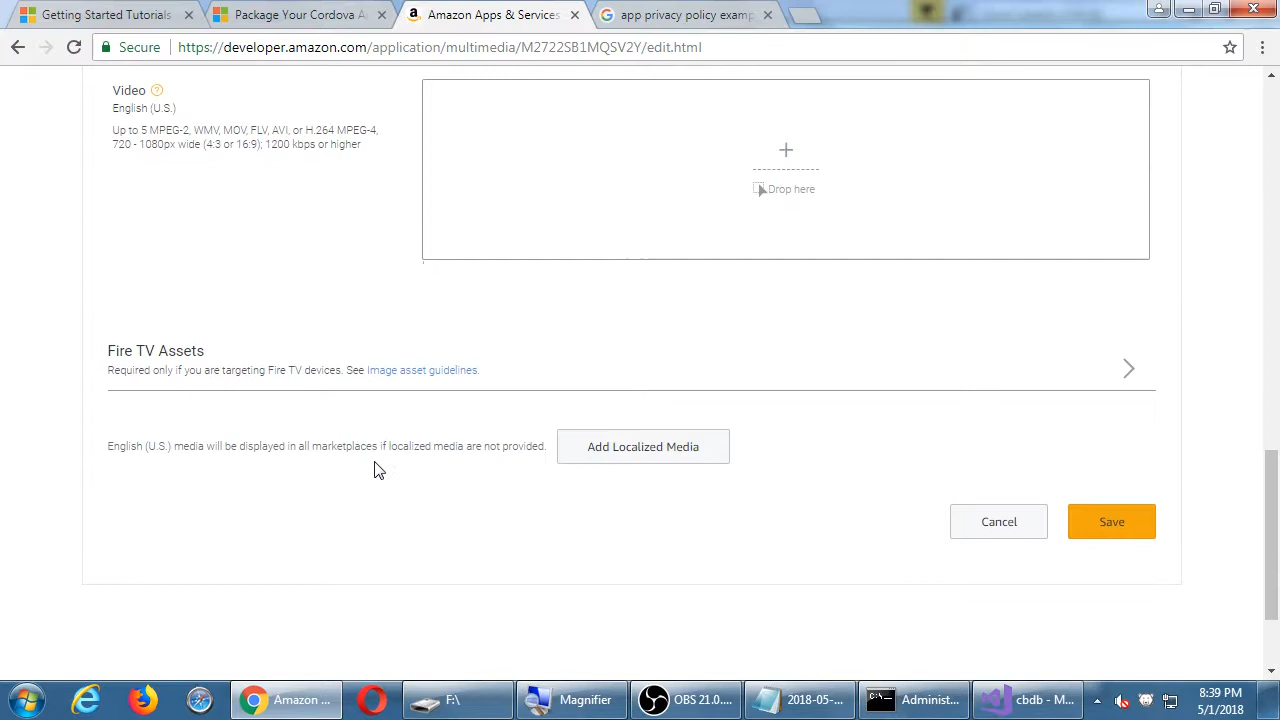 Getting Started Tutorials
Package Your Cordova A
Amazon Apps & Services
app privacy policy examp
Secure
https://developer.amazon.com/application/multimedia/M2722SB1MQSV2Y/edit.html
Video ?
English (U.S.)
Up to 5 MPEG-2, WMV, MOV, FLV, AVI, or H.264 MPEG-4,
720 - 1080px wide (4:3 or 16:9); 1200 kbps or higher
+
Drop here
Fire TV Assets
Required only if you are targeting Fire TV devices. See Image asset guidelines.
English (U.S.) media will be displayed in all marketplaces if localized media are not provided.
Add Localized Media
Cancel
Save
Amazon ...
F:\
Magnifier
OBS 21.0....
2018-05-...
Administ...
cbdb - M...
8:39 PM
5/1/2018